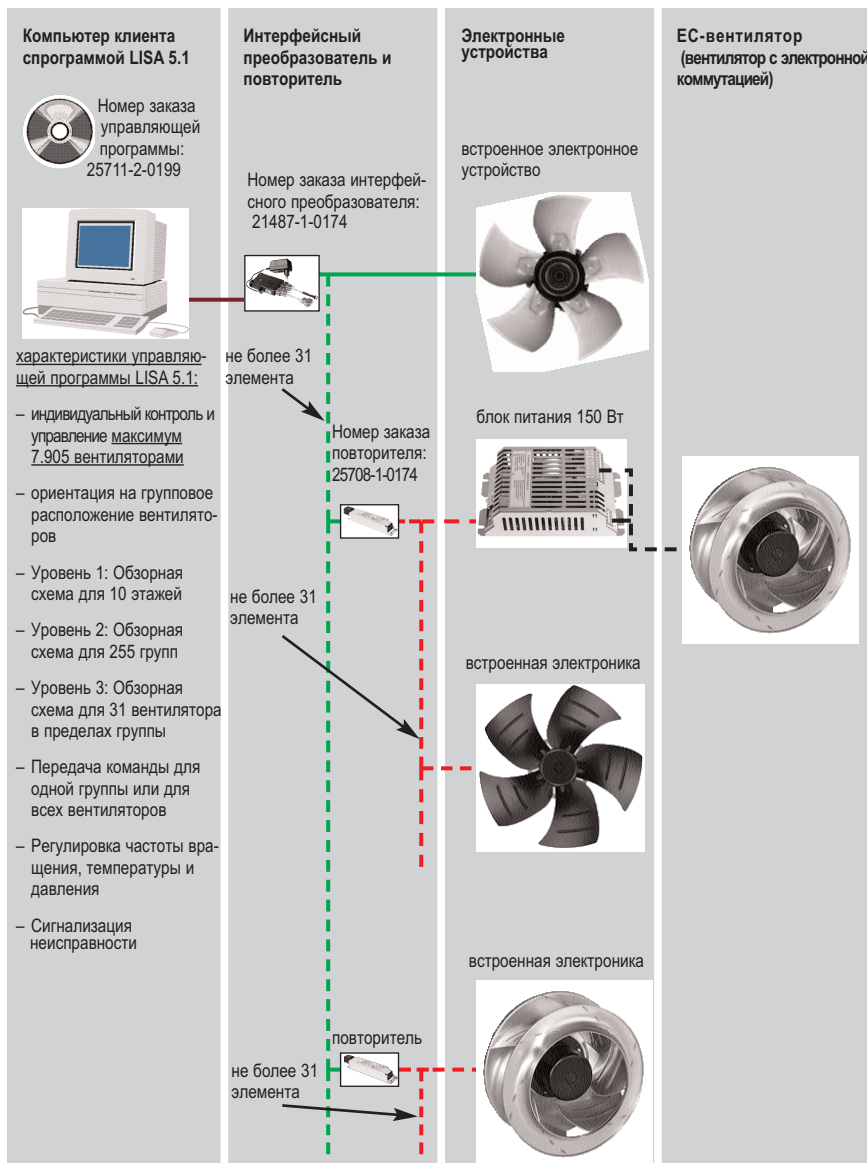 Компьютер клиента
спрограммой LISA 5.1
Номер заказа
управляющей
программы:
25711-2-0199
характеристики управляю-
щей программы LISA 5.1:
– индивидуальный контроль и
управление максимум
7.905 вентиляторами
– ориентация на групповое
расположение вентилято-
ров
– Уровень 1: Обзорная
схема для 10 этажей
– Уровень 2: Обзорная
схема для 255 групп
– Уровень 3: Обзорная
схема для 31 вентилятора
в пределах группы
– Передача команды для
одной группы или для
всех вентиляторов
– Регулировка частоты вра-
щения, температуры и
давления
– Сигнализация
неисправности
Интерфейсный
преобразователь и
повторитель
Номер заказа интерфей-
сного преобразователя:
21487-1-0174
не более 31
элемента
Номер заказа
повторителя:
25708-1-0174
не более 31
элемента
повторитель
не более 31
элемента
Электронные
устройства
встроенное электронное
устройство
блок питания 150 Вт
встроенная электроника
встроенная электроника
ЕС-вентилятор
(вентилятор с электронной
коммутацией)